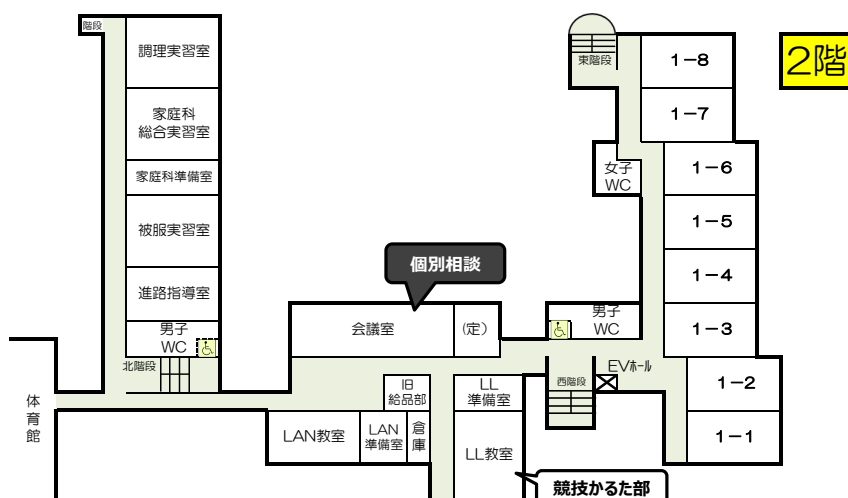 階段
調理実習室
家庭科
総合実習室
家庭科準備室
被服実習室
進路指導室
男子
WC
北階段
体
育
館
2階
東階段
1-8
1-7
女子
WC
1-6
1-5
1-4
1-3
1-2
1-1
個別相談
会議室
(定)
男子
WC
EVホール
西階段
旧
給品部
LL
準備室
LAN教室
LAN
準備室
倉
庫
LL教室
競技かるた部